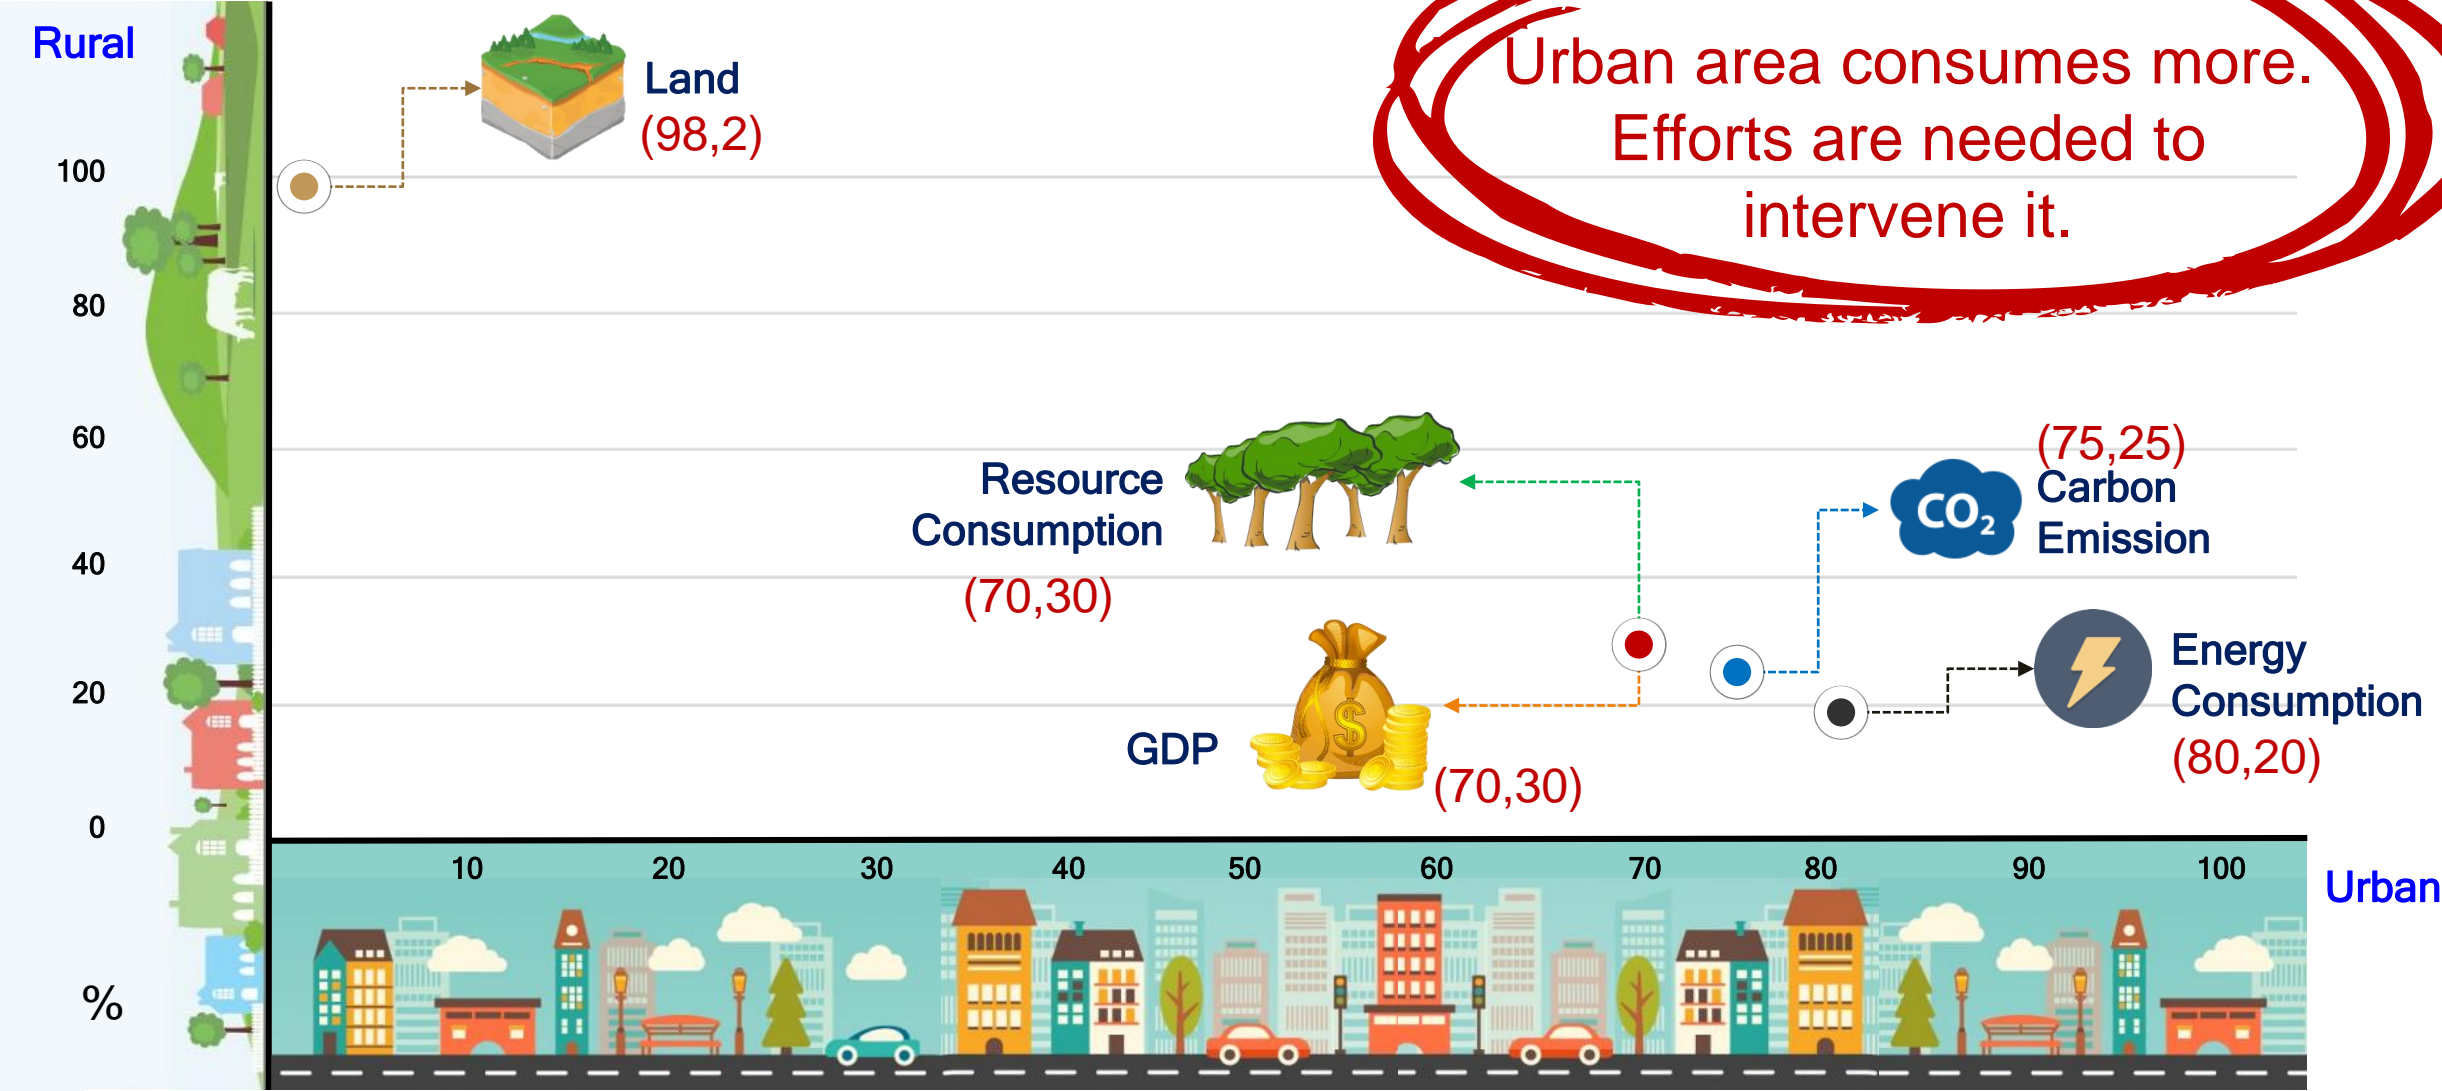 Rural
Land
(98,2)
Urban area consumes more.
Efforts are needed to
intervene it.
100
80
60
40
20
0
%
Resource
Consumption
(70,30)
GDP
$
(70,30)
(75,25)
CO2
Carbon
Emission
Energy
Consumption
(80,20)
10 20 30 40 50 60 70 80 90 100
Urban